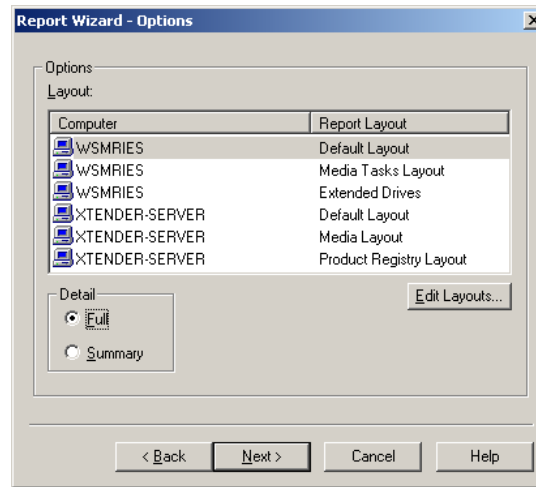 Report Wizard - Options
Options
Layout:
Computer Report Layout
WSMRIES Default Layout
WSMRIES Media Tasks Layout
WSMRIES Extended Drives
XTENDER-SERVER Default Layout
XTENDER-SERVER Media Layout
XTENDER-SERVER Product Registry Layout
Detail
Full
Summary
Edit Layouts...
< Back Next > Cancel Help